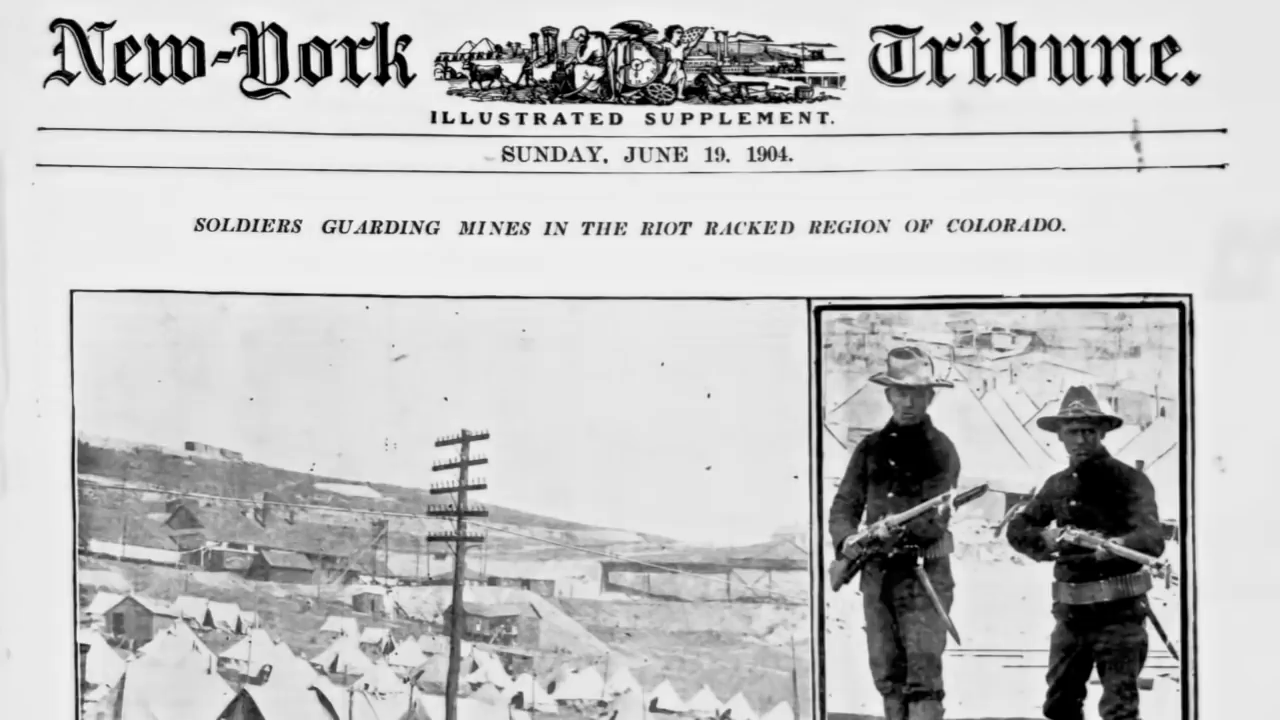 New-York Tribune.
ILLUSTRATED SUPPLEMENT.
SUNDAY, JUNE 19, 1904.
SOLDIERS GUARDING MINES IN THE RIOT RACKED REGION OF COLORADO.